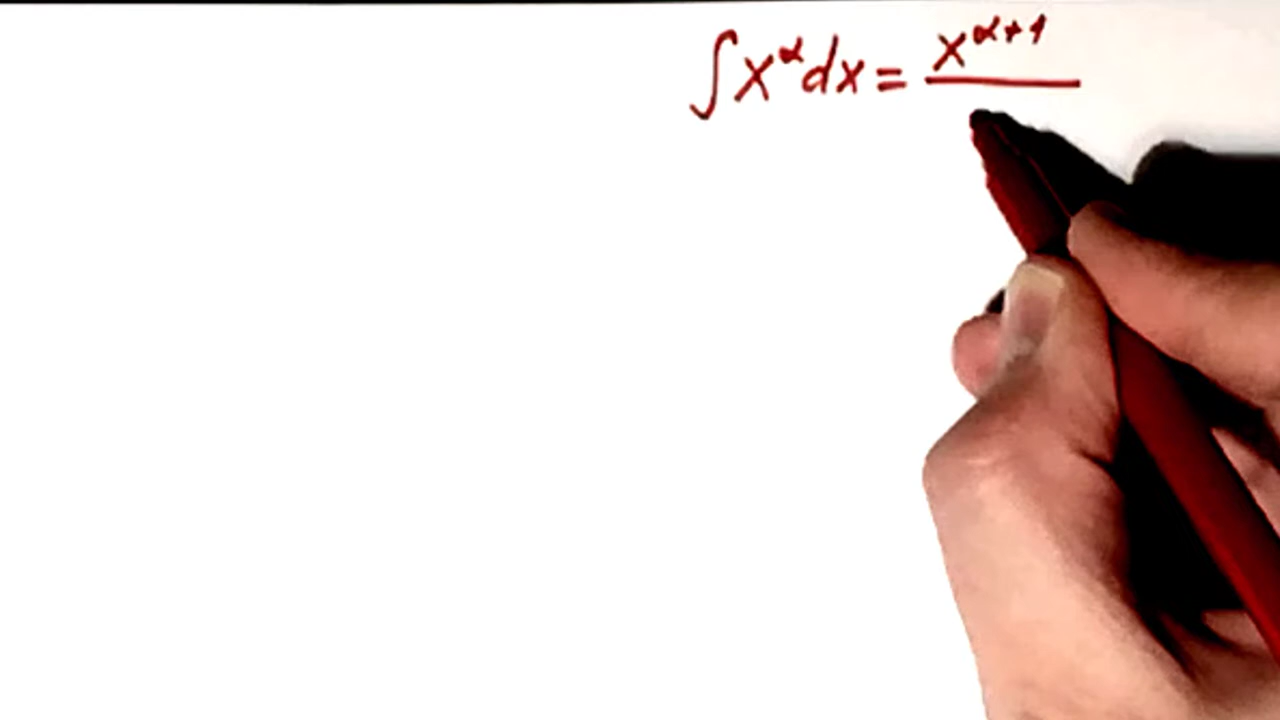 ∫x^α dx = x^(α+1)/